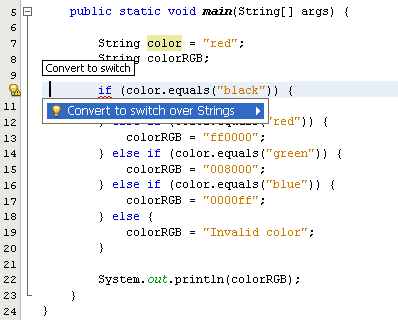 5 public static void main(String[] args) {
6
7 String color = "red";
8 String colorRGB;
Convert to switch
9
if (color.equals("black")) {
Convert to switch over Strings
12 } else if (color.equals("red")) {
13 colorRGB = "ff0000";
14 } else if (color.equals("green")) {
15 colorRGB = "008000";
16 } else if (color.equals("blue")) {
17 colorRGB = "0000ff";
18 } else {
19 colorRGB = "Invalid color";
20 }
21
22 System.out.println(colorRGB);
23 }
24 }